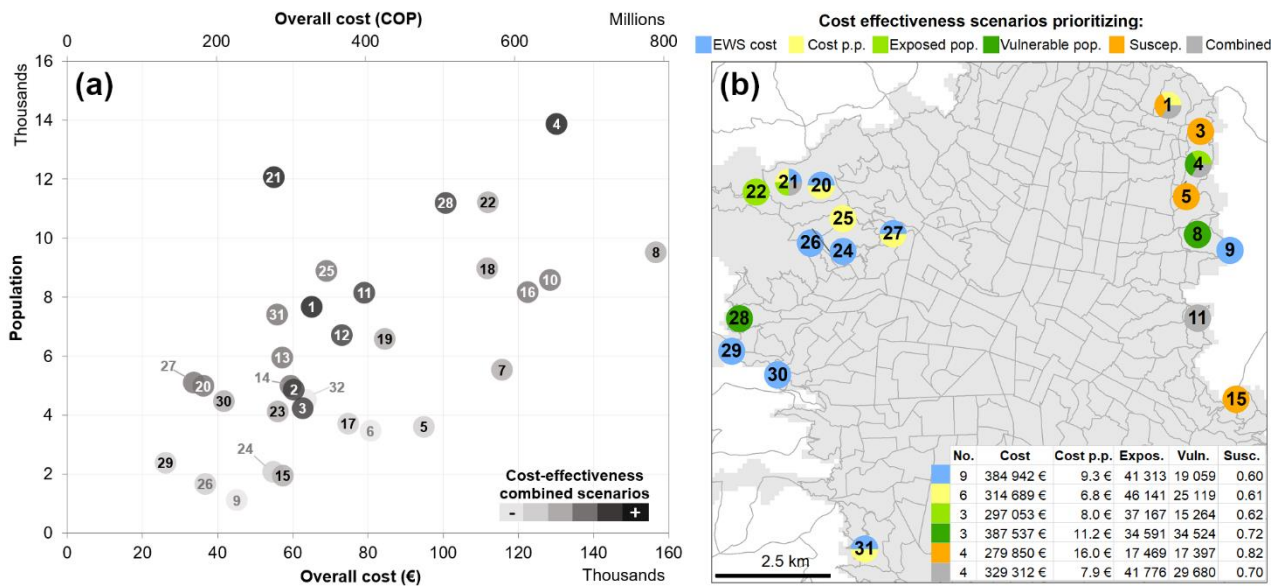 Overall cost (COP)
Millions
0 200 400 600 800
(a)
Thousands
Population
16
14
12
10
8
6
4
2
0
4
21
28
22
8
18
25
10
16
11
1
31
12
19
13
7
27
20
14
2
32
30
3
23
17
6
5
29
24
15
26
9
Cost-effectiveness
combined scenarios
- +
0 20 40 60 80 100 120 140 160
Overall cost (€)
Thousands
Cost effectiveness scenarios prioritizing:
EWS cost Cost p.p. Exposed pop. Vulnerable pop. Suscep. Combined
(b)
1
3
4
21
20
22
5
25
27
8
26
24
9
28
11
29
30
15
31
2.5 km
No. Cost Cost p.p. Expos. Vuln. Susc.
9 384 942 € 9.3 € 41 313 19 059 0.60
6 314 689 € 6.8 € 46 141 25 119 0.61
3 297 053 € 8.0 € 37 167 15 264 0.62
3 387 537 € 11.2 € 34 591 34 524 0.72
4 279 850 € 16.0 € 17 469 17 397 0.82
4 329 312 € 7.9 € 41 776 29 680 0.70